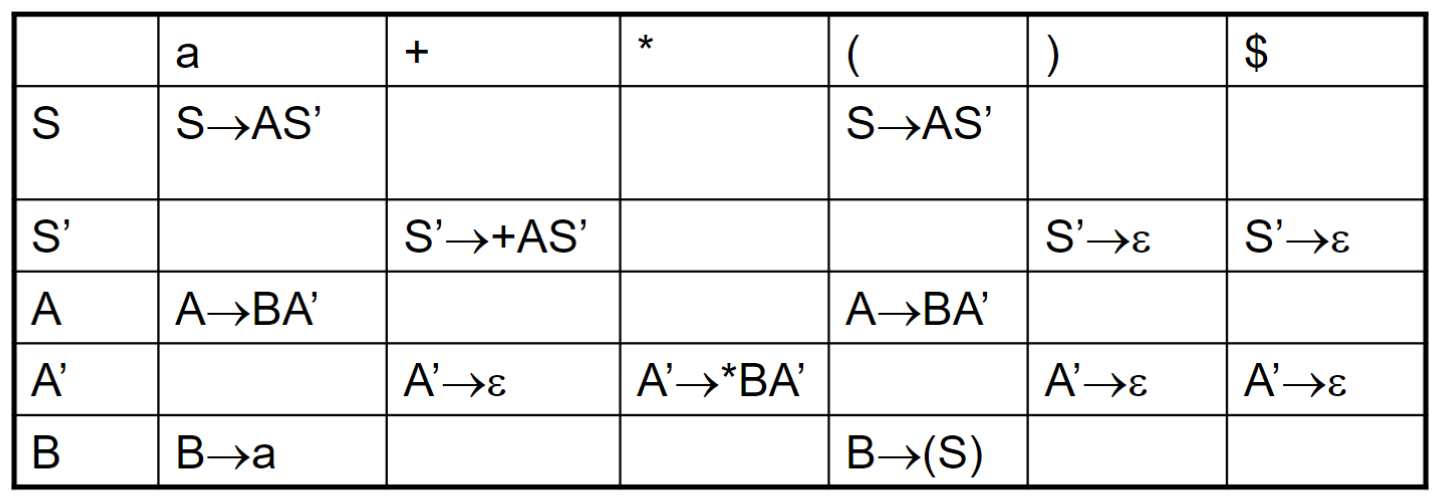 a + * ( ) $
S S→AS’ S→AS’
S’ S’→+AS’ S’→ε S’→ε
A A→BA’ A→BA’
A’ A’→ε A’→*BA’ A’→ε A’→ε
B B→a B→(S)